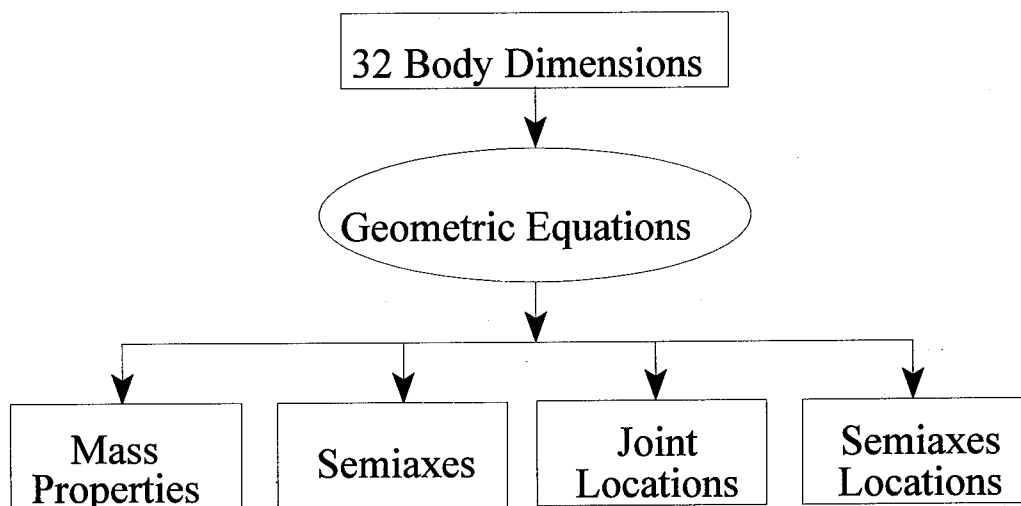 32 Body Dimensions
Geometric Equations
Mass
Properties
Semiaxes
Joint
Locations
Semiaxes
Locations